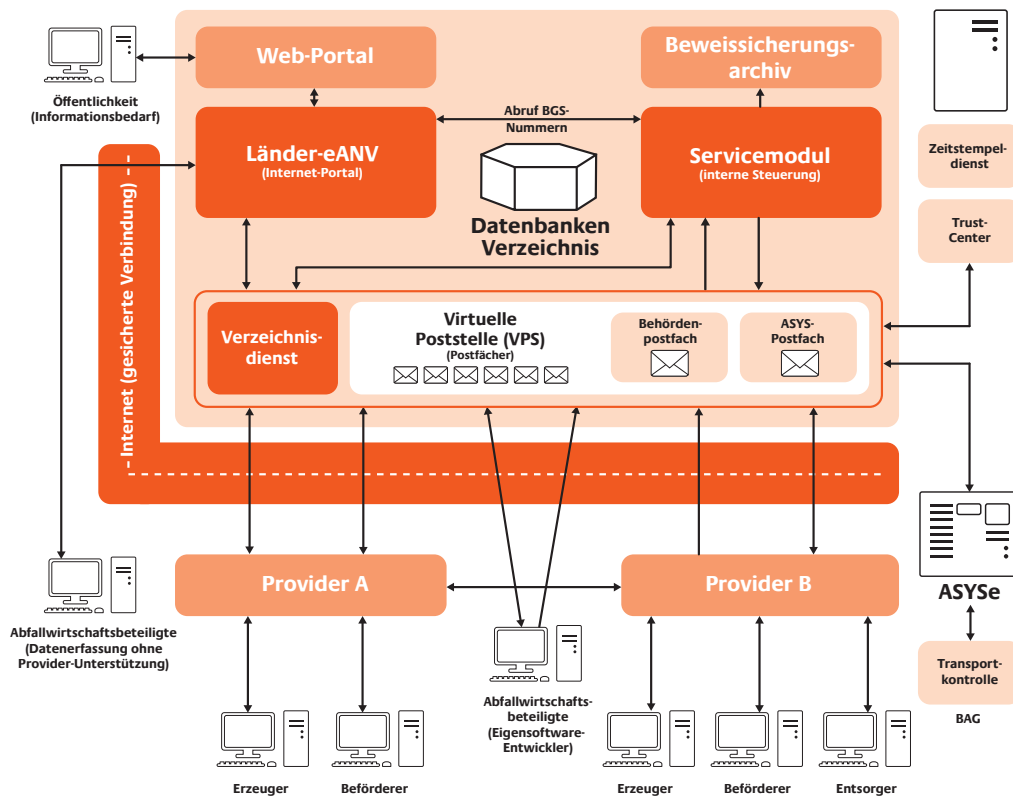 Web-Portal
Beweissicherungs-
archiv
Öffentlichkeit
(Informationsbedarf)
Abruf BGS-
Nummern
Länder-eANV
(Internet-Portal)
Servicemodul
(interne Steuerung)
Zeitstempel-
dienst
Datenbanken
Verzeichnis
Trust-
Center
Internet (gesicherte Verbindung)
Verzeichnis-
dienst
Virtuelle
Poststelle (VPS)
(Postfächer)
Behörden-
postfach
ASYS-
Postfach
Provider A
Provider B
ASYSe
Abfallwirtschaftsbeteiligte
(Datenerfassung ohne
Provider-Unterstützung)
Abfallwirtschafts-
beteiligte
(Eigensoftware-
Entwickler)
Transport-
kontrolle
BAG
Erzeuger
Beförderer
Erzeuger
Beförderer
Entsorger